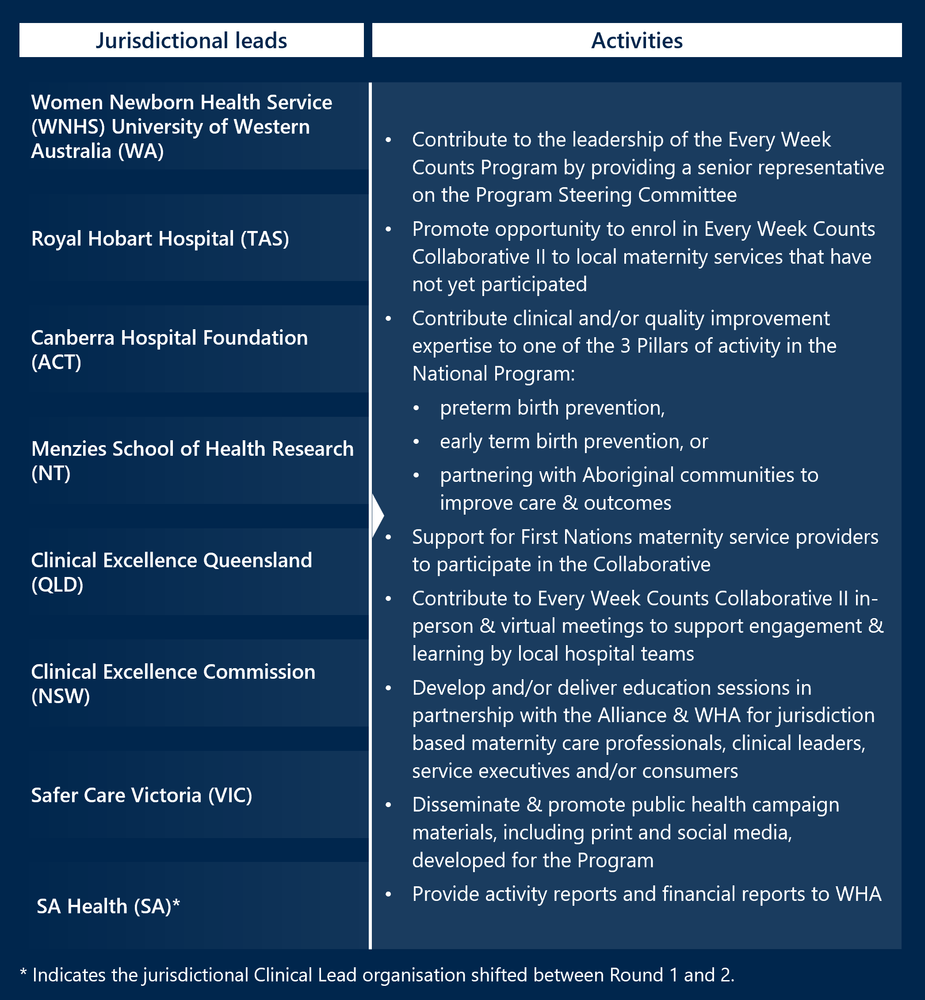 Jurisdictional leads
Activities
Women Newborn Health Service
(WNHS) University of Western
Australia (WA)
Royal Hobart Hospital (TAS)
Canberra Hospital Foundation
(ACT)
Menzies School of Health Research
(NT)
Clinical Excellence Queensland
(QLD)
Clinical Excellence Commission
(NSW)
Safer Care Victoria (VIC)
SA Health (SA)*
• Contribute to the leadership of the Every Week
Counts Program by providing a senior representative
on the Program Steering Committee
• Promote opportunity to enrol in Every Week Counts
Collaborative II to local maternity services that have
not yet participated
• Contribute clinical and/or quality improvement
expertise to one of the 3 Pillars of activity in the
National Program:
• preterm birth prevention,
• early term birth prevention, or
• partnering with Aboriginal communities to
improve care & outcomes
• Support for First Nations maternity service providers
to participate in the Collaborative
• Contribute to Every Week Counts Collaborative II in-
person & virtual meetings to support engagement &
learning by local hospital teams
• Develop and/or deliver education sessions in
partnership with the Alliance & WHA for jurisdiction
based maternity care professionals, clinical leaders,
service executives and/or consumers
• Disseminate & promote public health campaign
materials, including print and social media,
developed for the Program
• Provide activity reports and financial reports to WHA
* Indicates the jurisdictional Clinical Lead organisation shifted between Round 1 and 2.